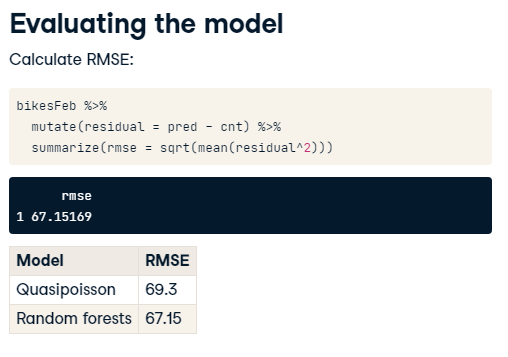 Evaluating the model
Calculate RMSE:
bikesFeb %>%
  mutate(residual = pred - cnt) %>%
  summarize(rmse = sqrt(mean(residual^2)))
      rmse
1 67.15169
Model RMSE
Quasipoisson 69.3
Random forests 67.15